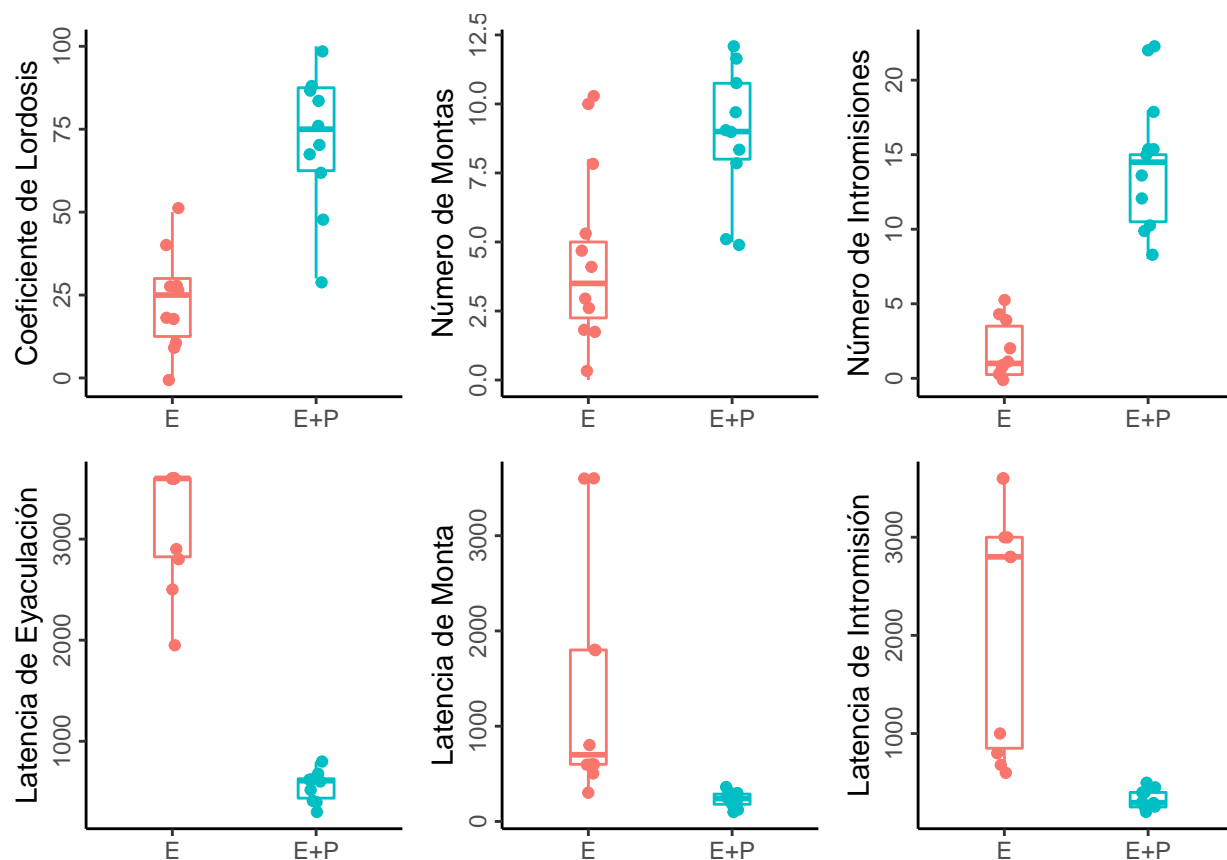 Coeficiente de Lordosis
0
25
50
75
100
E
E+P
Número de Montas
0.0
2.5
5.0
7.5
10.0
12.5
E
E+P
Número de Intromisiones
0
5
10
15
20
E
E+P
Latencia de Eyaculación
1000
2000
3000
E
E+P
Latencia de Monta
0
1000
2000
3000
E
E+P
Latencia de Intromisión
1000
2000
3000
E
E+P